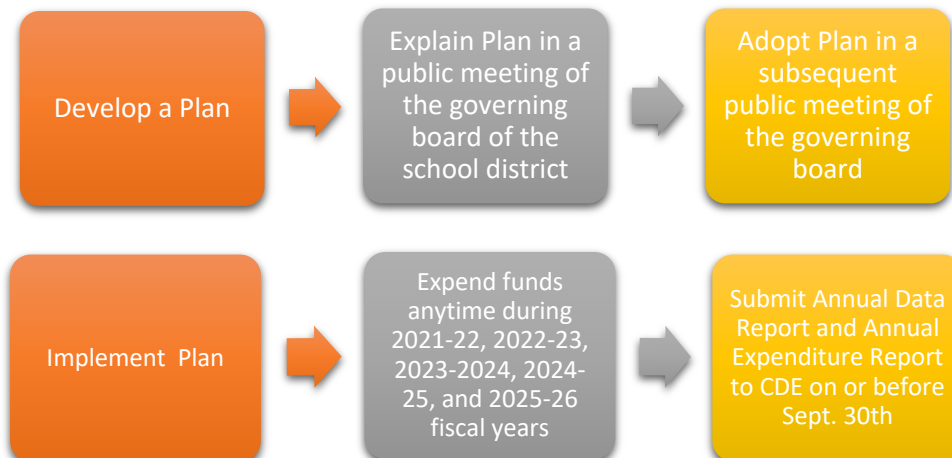 Develop a Plan
Explain Plan in a
public meeting of
the governing
board of the
school district
Adopt Plan in a
subsequent
public meeting of
the governing
board
Implement  Plan
Expend funds
anytime during
2021-22, 2022-23,
2023-2024, 2024-
25, and 2025-26
fiscal years
Submit Annual Data
Report and Annual
Expenditure Report
to CDE on or before
Sept. 30th